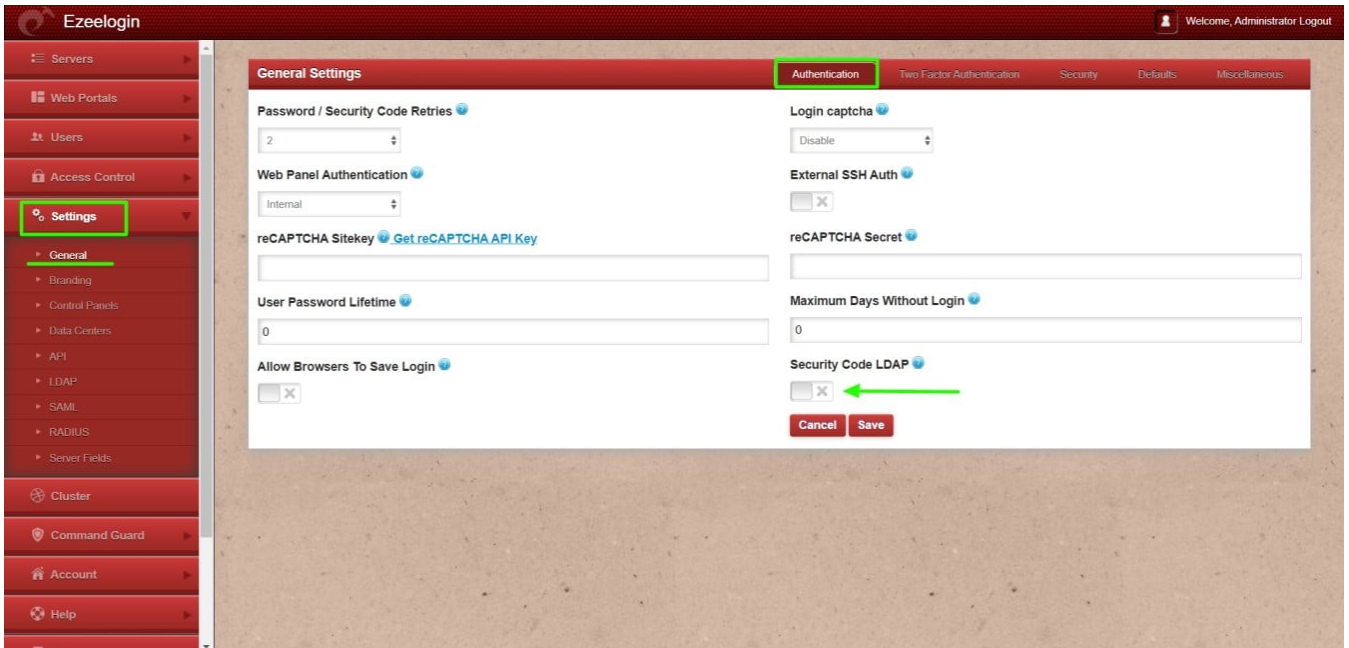 Ezeelogin
Welcome, Administrator Logout
Servers
Web Portals
Users
Access Control
Settings
General
Branding
Control Panels
Data Centers
API
LDAP
SAML
RADIUS
Server Fields
Cluster
Command Guard
Account
Help
General Settings
Authentication
Two Factor Authentication
Security
Defaults
Miscellaneous
Password / Security Code Retries
2
Login captcha
Disable
Web Panel Authentication
Internal
External SSH Auth
reCAPTCHA Sitekey Get reCAPTCHA API Key
reCAPTCHA Secret
User Password Lifetime
0
Maximum Days Without Login
0
Allow Browsers To Save Login
Security Code LDAP
Cancel
Save